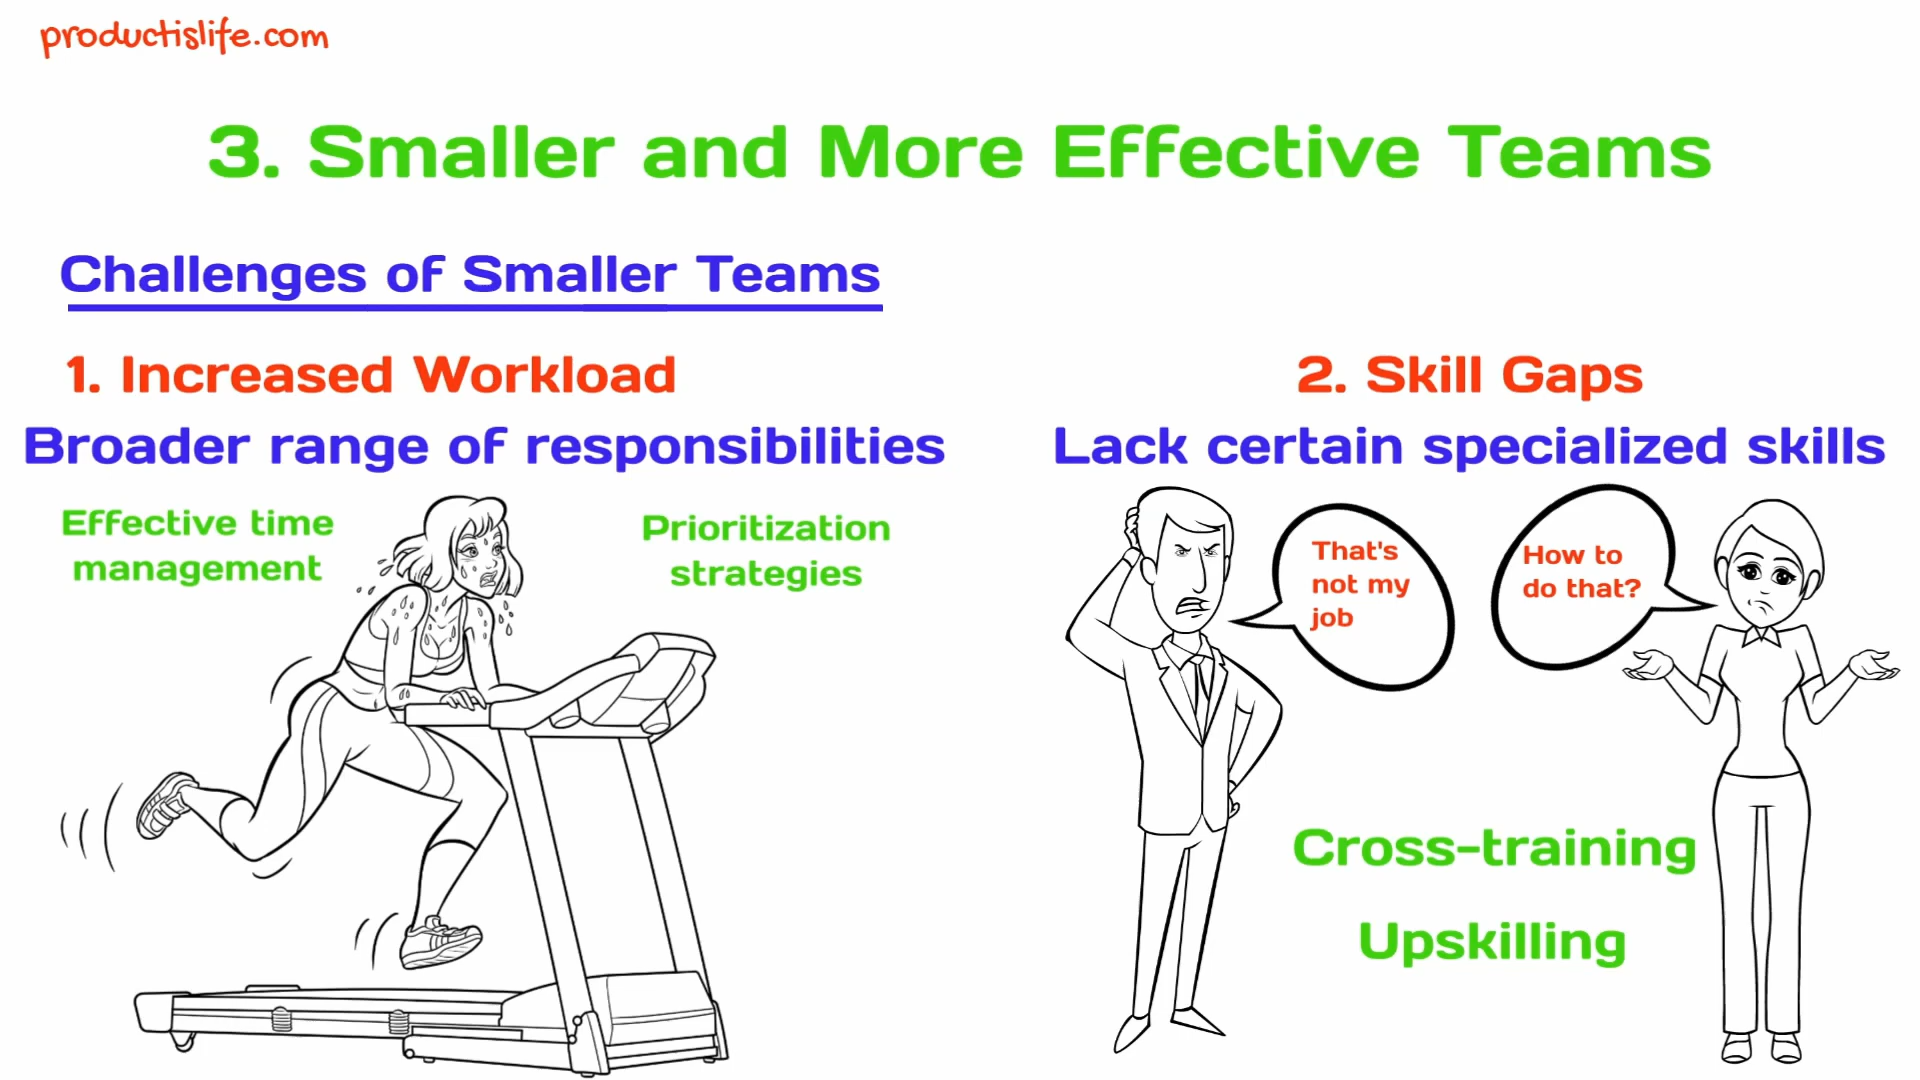 productislife.com
3. Smaller and More Effective Teams
Challenges of Smaller Teams
1. Increased Workload
Broader range of responsibilities
Effective time
management
Prioritization
strategies
2. Skill Gaps
Lack certain specialized skills
That's
not my
job
How to
do that?
Cross-training
Upskilling